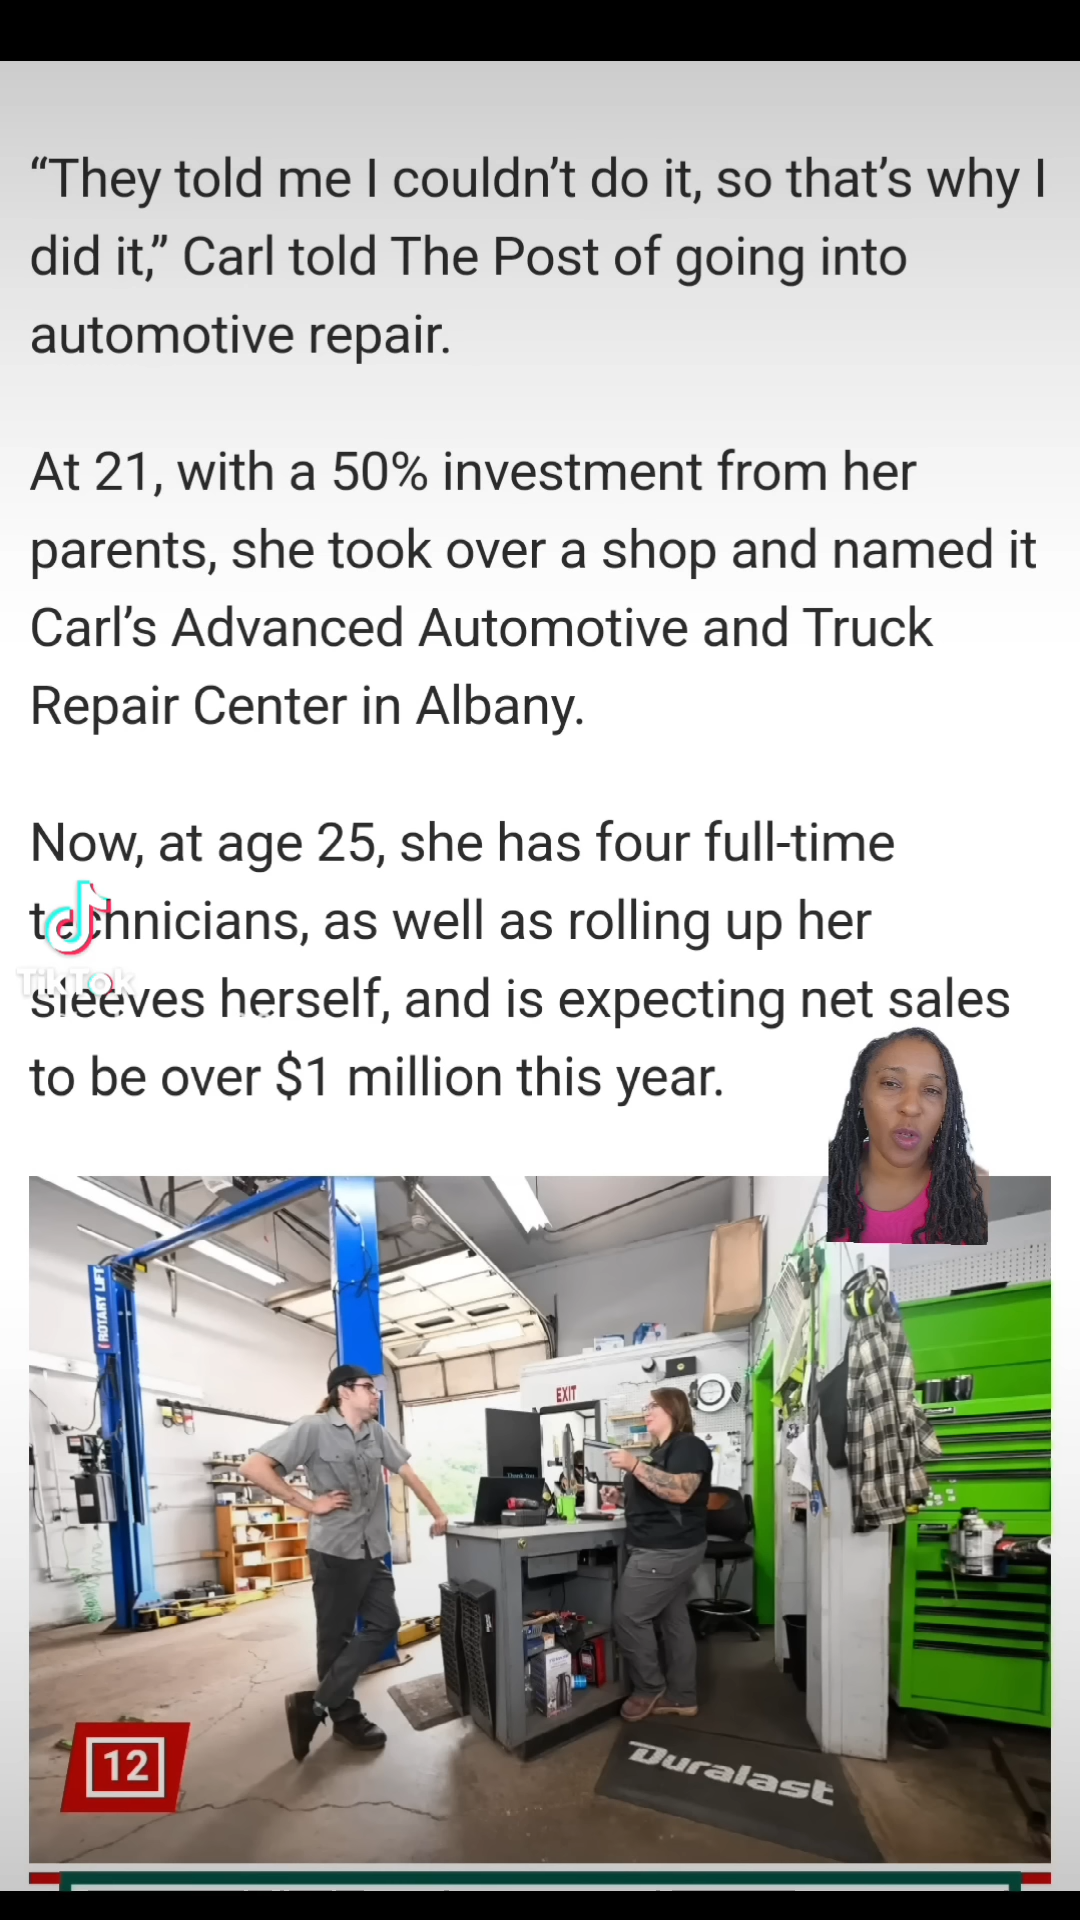 “They told me I couldn’t do it, so that’s why I
did it,” Carl told The Post of going into
automotive repair.
At 21, with a 50% investment from her
parents, she took over a shop and named it
Carl’s Advanced Automotive and Truck
Repair Center in Albany.
Now, at age 25, she has four full-time
technicians, as well as rolling up her
TikTok
sleeves herself, and is expecting net sales
to be over $1 million this year.
ROTARY LIFT
EXIT
Thank You
12
Duralast